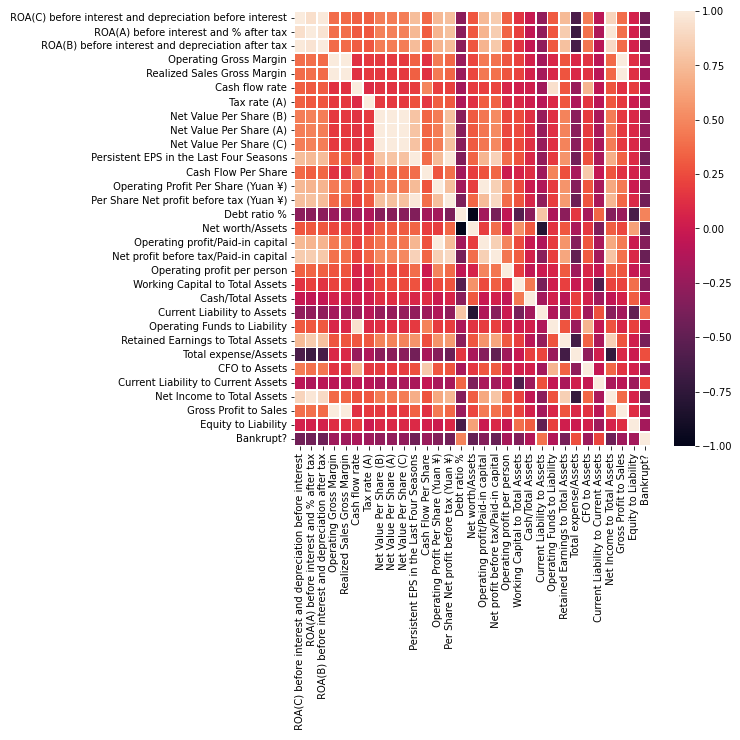 ROA(C) before interest and depreciation before interest
ROA(A) before interest and % after tax
ROA(B) before interest and depreciation after tax
Operating Gross Margin
Realized Sales Gross Margin
Cash flow rate
Tax rate (A)
Net Value Per Share (B)
Net Value Per Share (A)
Net Value Per Share (C)
Persistent EPS in the Last Four Seasons
Cash Flow Per Share
Operating Profit Per Share (Yuan ¥)
Per Share Net profit before tax (Yuan ¥)
Debt ratio %
Net worth/Assets
Operating profit/Paid-in capital
Net profit before tax/Paid-in capital
Operating profit per person
Working Capital to Total Assets
Cash/Total Assets
Current Liability to Assets
Operating Funds to Liability
Retained Earnings to Total Assets
Total expense/Assets
CFO to Assets
Current Liability to Current Assets
Net Income to Total Assets
Gross Profit to Sales
Equity to Liability
Bankrupt?
ROA(C) before interest and depreciation before interest
ROA(A) before interest and % after tax
ROA(B) before interest and depreciation after tax
Operating Gross Margin
Realized Sales Gross Margin
Cash flow rate
Tax rate (A)
Net Value Per Share (B)
Net Value Per Share (A)
Net Value Per Share (C)
Persistent EPS in the Last Four Seasons
Cash Flow Per Share
Operating Profit Per Share (Yuan ¥)
Per Share Net profit before tax (Yuan ¥)
Debt ratio %
Net worth/Assets
Operating profit/Paid-in capital
Net profit before tax/Paid-in capital
Operating profit per person
Working Capital to Total Assets
Cash/Total Assets
Current Liability to Assets
Operating Funds to Liability
Retained Earnings to Total Assets
Total expense/Assets
CFO to Assets
Current Liability to Current Assets
Net Income to Total Assets
Gross Profit to Sales
Equity to Liability
Bankrupt?
1.00
0.75
0.50
0.25
0.00
−0.25
−0.50
−0.75
−1.00